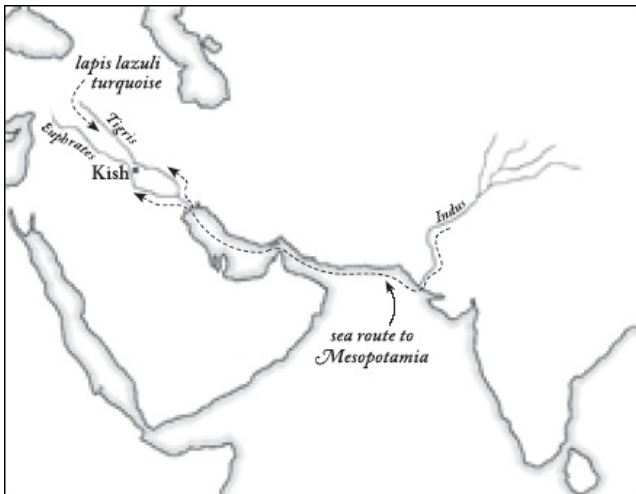 lapis lazuli
turquoise
Tigris
Euphrates
Kish
Indus
sea route to
Mesopotamia